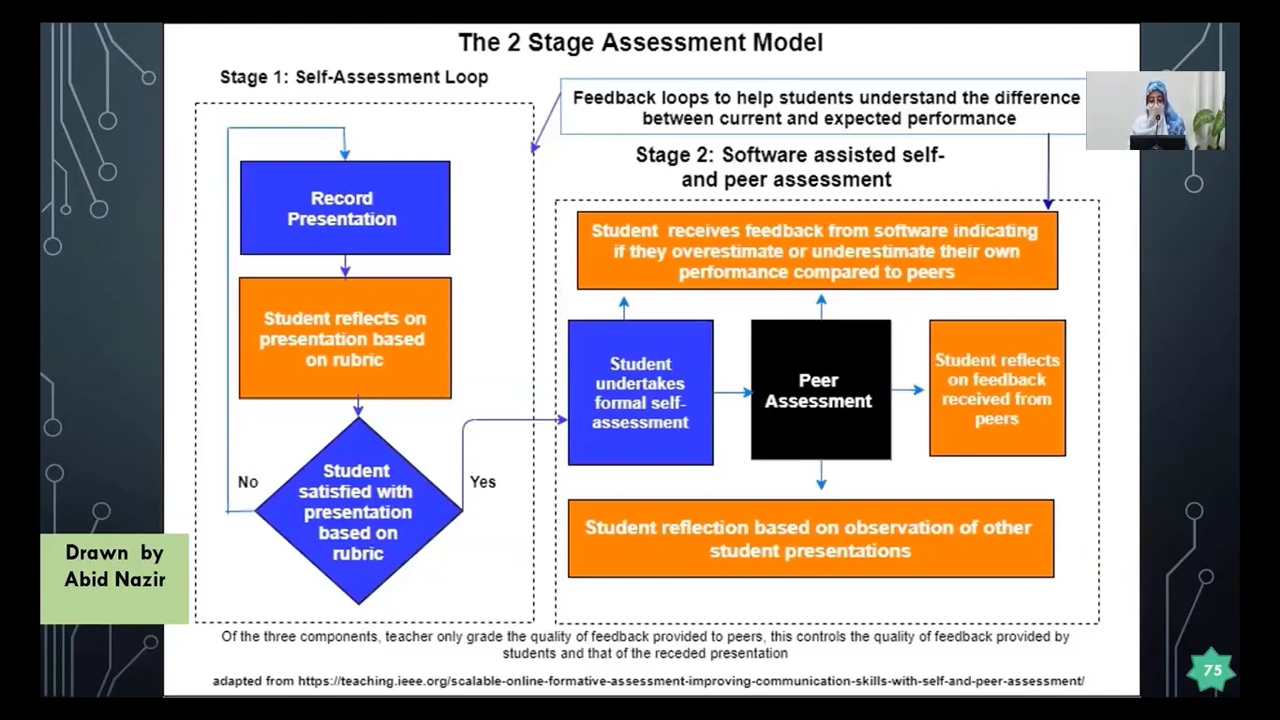 The 2 Stage Assessment Model
Stage 1: Self-Assessment Loop
Feedback loops to help students understand the difference
between current and expected performance
Stage 2: Software assisted self-
and peer assessment
Record
Presentation
Student reflects on
presentation based
on rubric
Student
satisfied with
presentation
based on
rubric
No
Yes
Student receives feedback from software indicating
if they overestimate or underestimate their own
performance compared to peers
Student
undertakes
formal self-
assessment
Peer
Assessment
Student reflects
on feedback
received from
peers
Student reflection based on observation of other
student presentations
Drawn by
Abid Nazir
Of the three components, teacher only grade the quality of feedback provided to peers, this controls the quality of feedback provided by
students and that of the receded presentation
adapted from https://teaching.ieee.org/scalable-online-formative-assessment-improving-communication-skills-with-self-and-peer-assessment/
75